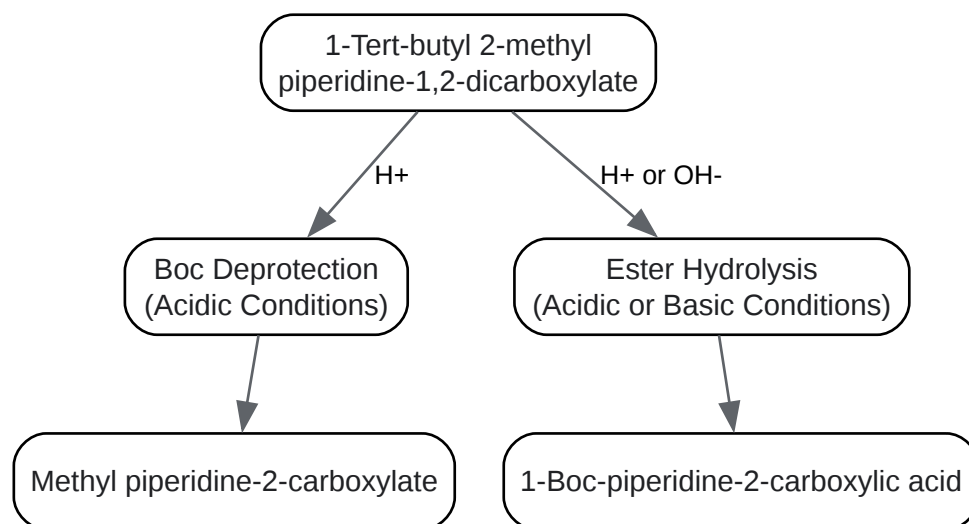 1-Tert-butyl 2-methyl
piperidine-1,2-dicarboxylate
H+
H+ or OH-
Boc Deprotection
(Acidic Conditions)
Ester Hydrolysis
(Acidic or Basic Conditions)
Methyl piperidine-2-carboxylate
1-Boc-piperidine-2-carboxylic acid